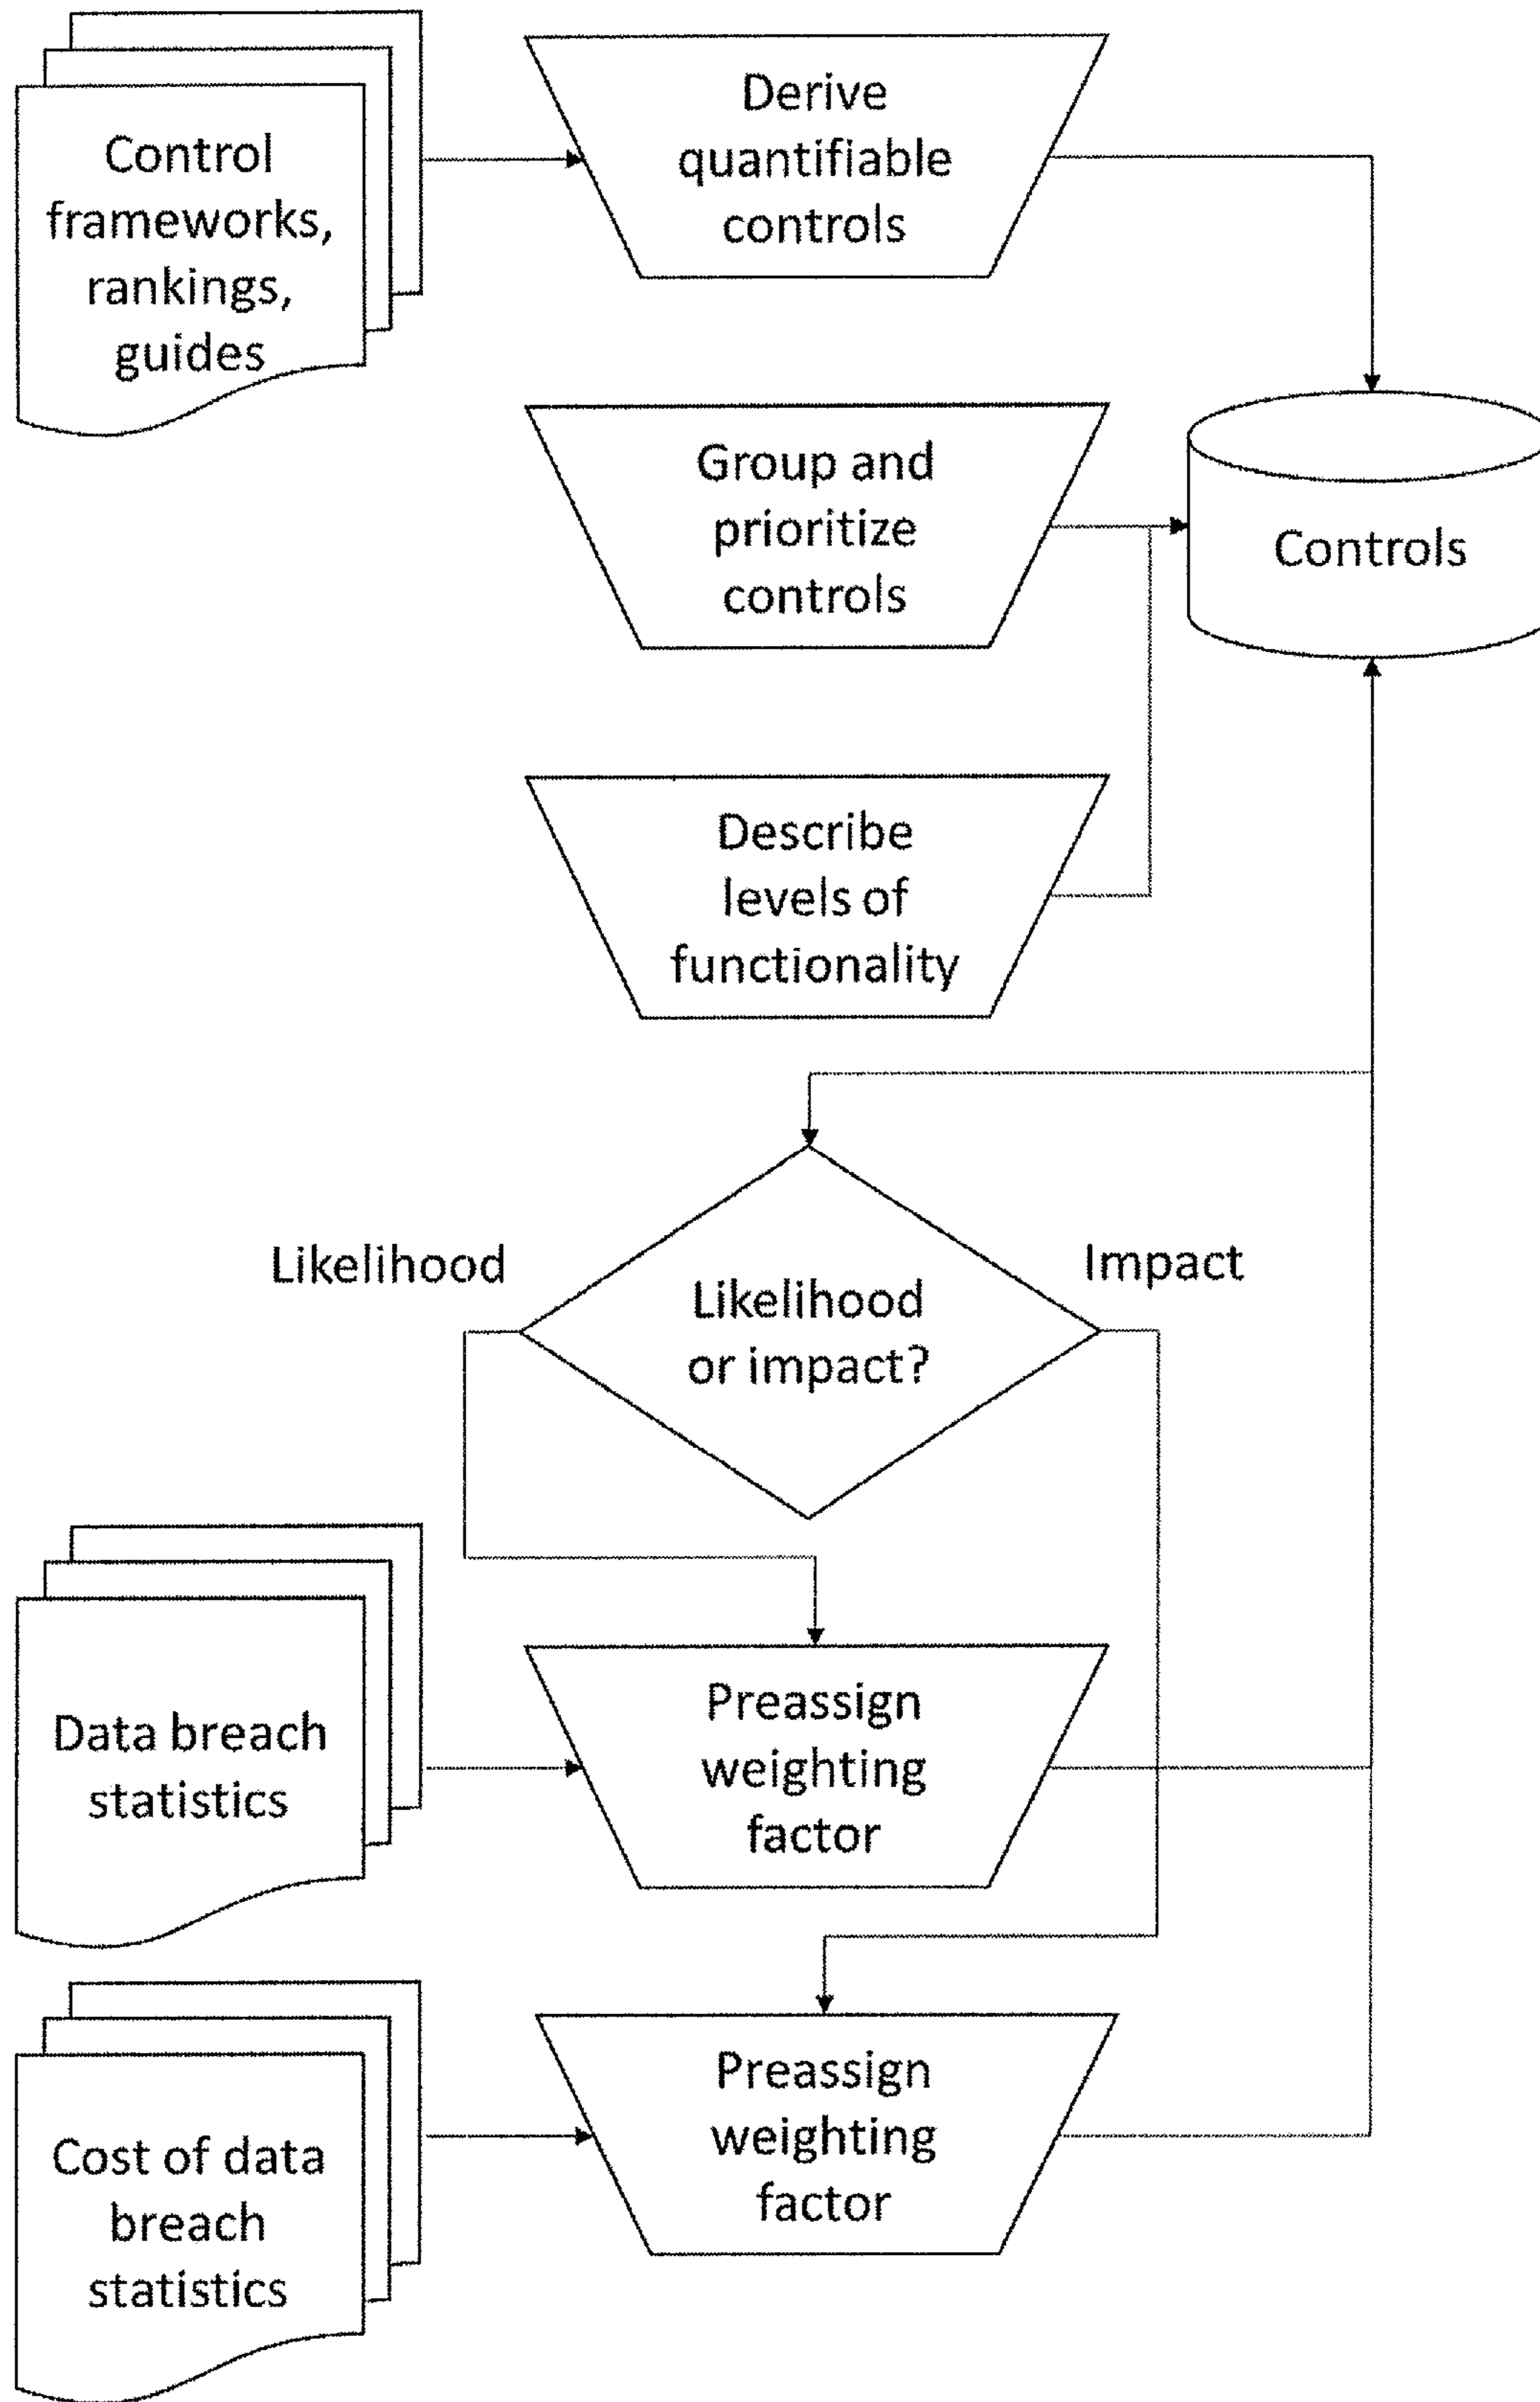 Control
frameworks,
rankings,
guides
Derive
quantifiable
controls
Group and
prioritize
controls
Controls
Describe
levels of
functionality
Likelihood
Impact
Likelihood
or impact?
Data breach
statistics
Preassign
weighting
factor
Cost of data
breach
statistics
Preassign
weighting
factor